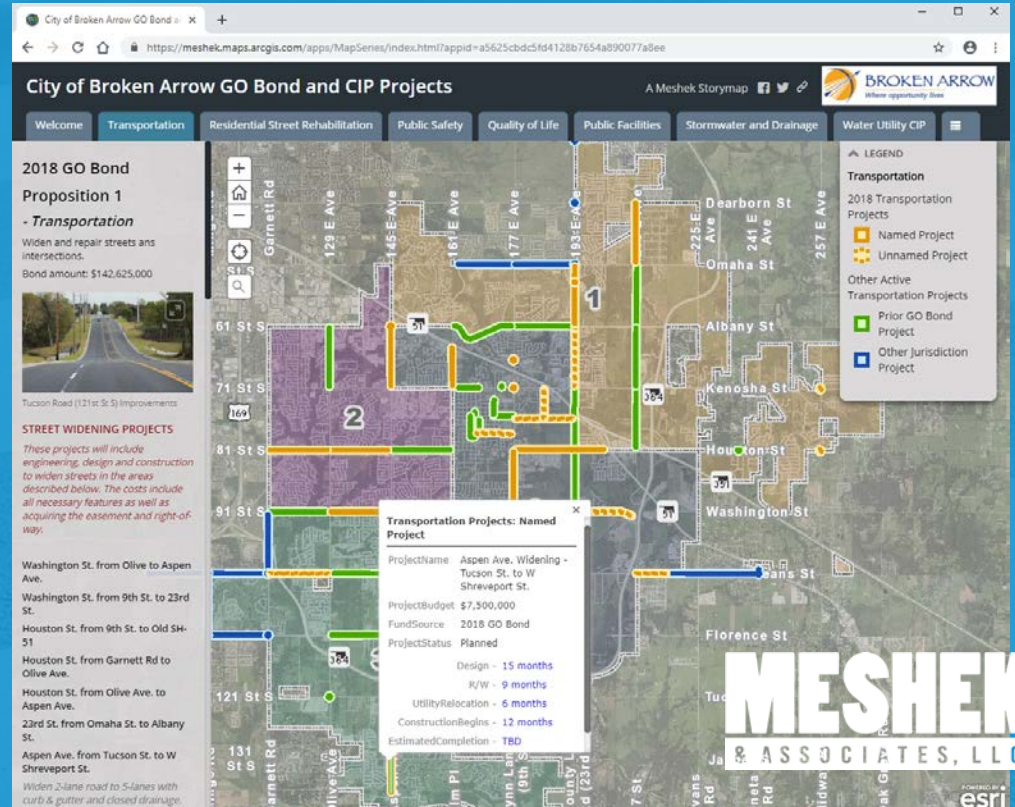 City of Broken Arrow GO Bond a
https://meshek.maps.arcgis.com/apps/MapSeries/index.html?appid=a5625cbdc5fd4128b7654a890077a8ee
City of Broken Arrow GO Bond and CIP Projects
A Meshek Storymap
BROKEN ARROW
Where opportunity lives
Welcome
Transportation
Residential Street Rehabilitation
Public Safety
Quality of Life
Public Facilities
Stormwater and Drainage
Water Utility CIP
2018 GO Bond
Proposition 1
- Transportation
Widen and repair streets ans
intersections.
Bond amount: $142,625,000
Tucson Road (121st St S) Improvements
STREET WIDENING PROJECTS
These projects will include
engineering, design and construction
to widen streets in the areas
described below. The costs include
all necessary features as well as
acquiring the easement and right-of-
way.
Washington St. from Olive to Aspen
Ave.
Washington St. from 9th St. to 23rd
St.
Houston St. from 9th St. to Old SH-
51
Houston St. from Garnett Rd to
Olive Ave.
Houston St. from Olive Ave. to
Aspen Ave.
23rd St. from Omaha St. to Albany
St.
Aspen Ave. from Tucson St. to W
Shreveport St.
Widen 2-lane road to 5-lanes with
curb & gutter and closed drainage.
Garnett Rd
129 E Ave
145 E Ave
161 E Ave
177 E Ave
193 E Ave
225 E
Ave
241 E
Ave
257 E Ave
Dearborn St
Omaha St
61 St S
51
1
Albany St
71 St S
169
2
364
Kenosha St
81 St S
Houston St
351
91 St S
51
Washington St
Florence St
364
121 St S
131
St S
LEGEND
Transportation
2018 Transportation
Projects
Named Project
Unnamed Project
Other Active
Transportation Projects
Prior GO Bond
Project
Other Jurisdiction
Project
Transportation Projects: Named
Project
ProjectName Aspen Ave. Widening -
Tucson St. to W
Shreveport St.
ProjectBudget $7,500,000
FundSource 2018 GO Bond
ProjectStatus Planned
Design - 15 months
R/W - 9 months
UtilityRelocation - 6 months
ConstructionBegins - 12 months
EstimatedCompletion - TBD
MESHEK
& ASSOCIATES, LLC
POWERED BY
esri